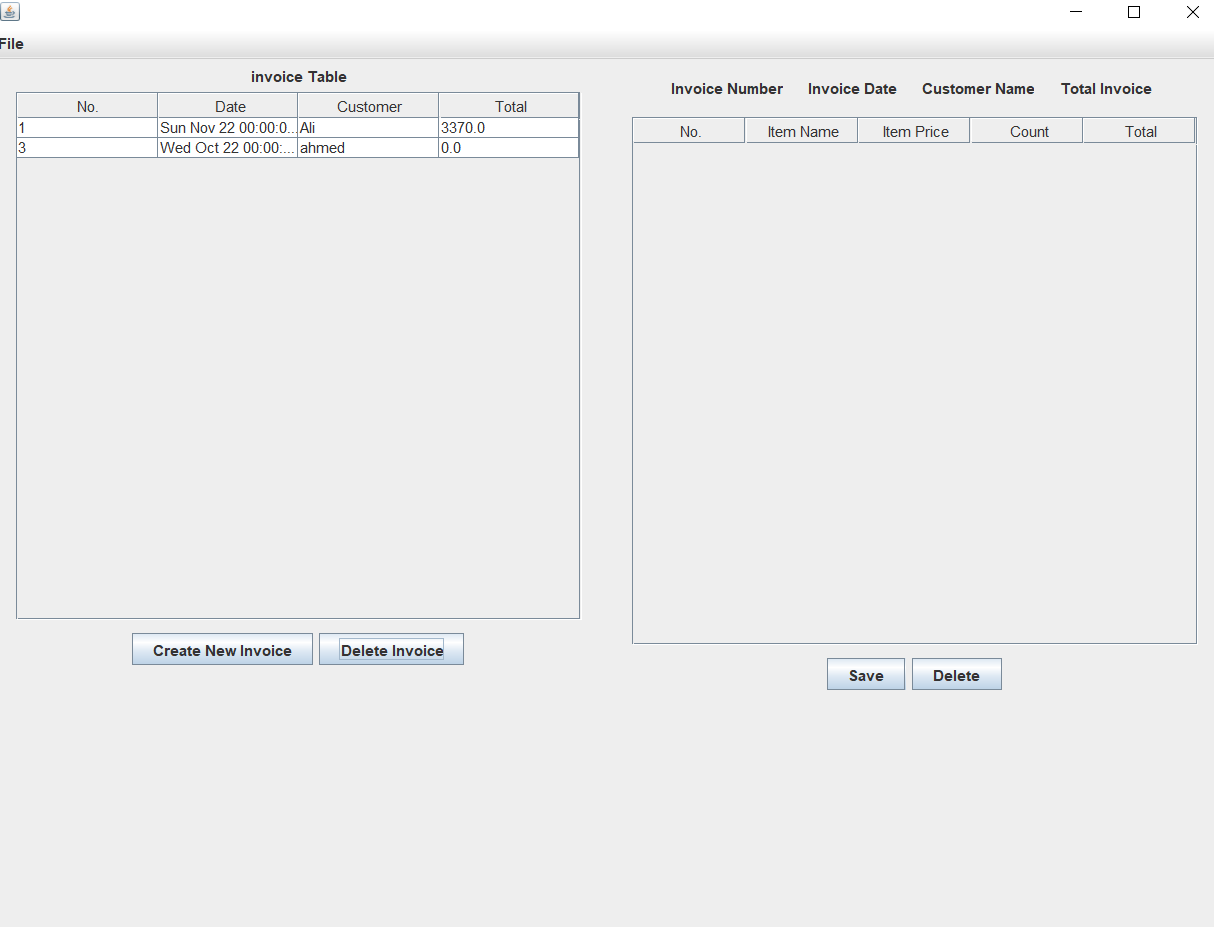 File
invoice Table
No. Date Customer Total
1 Sun Nov 22 00:00:0... Ali 3370.0
3 Wed Oct 22 00:00:... ahmed 0.0
Create New Invoice Delete Invoice
Invoice Number Invoice Date Customer Name Total Invoice
No. Item Name Item Price Count Total
Save Delete